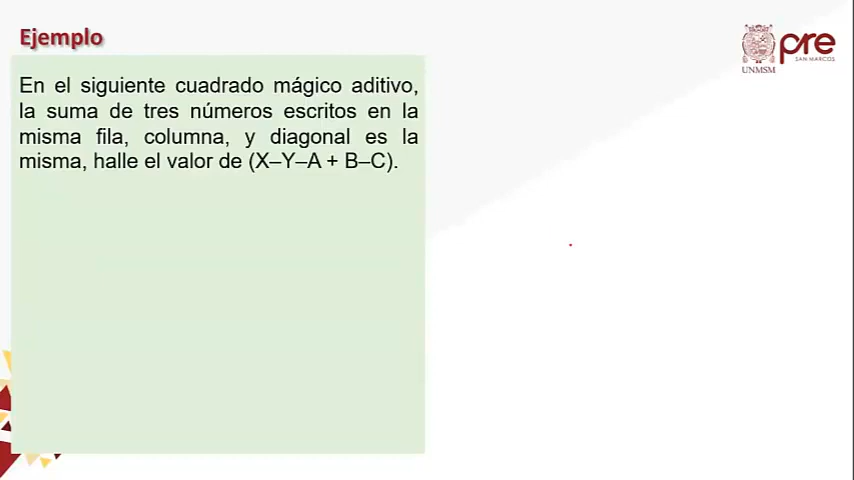 Ejemplo
En el siguiente cuadrado mágico aditivo,
la suma de tres números escritos en la
misma fila, columna, y diagonal es la
misma, halle el valor de (X–Y–A + B–C).
UNMSM
pre
SAN MARCOS